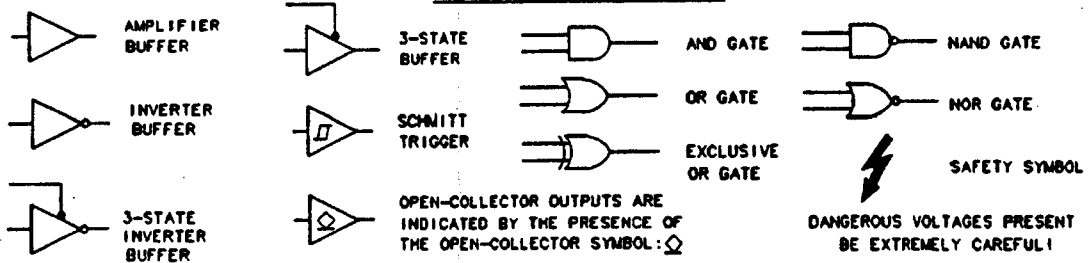 AMPLIFIER
BUFFER
INVERTER
BUFFER
3-STATE
INVERTER
BUFFER
3-STATE
BUFFER
SCHMITT
TRIGGER
OPEN-COLLECTOR OUTPUTS ARE
INDICATED BY THE PRESENCE OF
THE OPEN-COLLECTOR SYMBOL:
AND GATE
OR GATE
EXCLUSIVE
OR GATE
NAND GATE
NOR GATE
SAFETY SYMBOL
DANGEROUS VOLTAGES PRESENT
BE EXTREMELY CAREFUL!